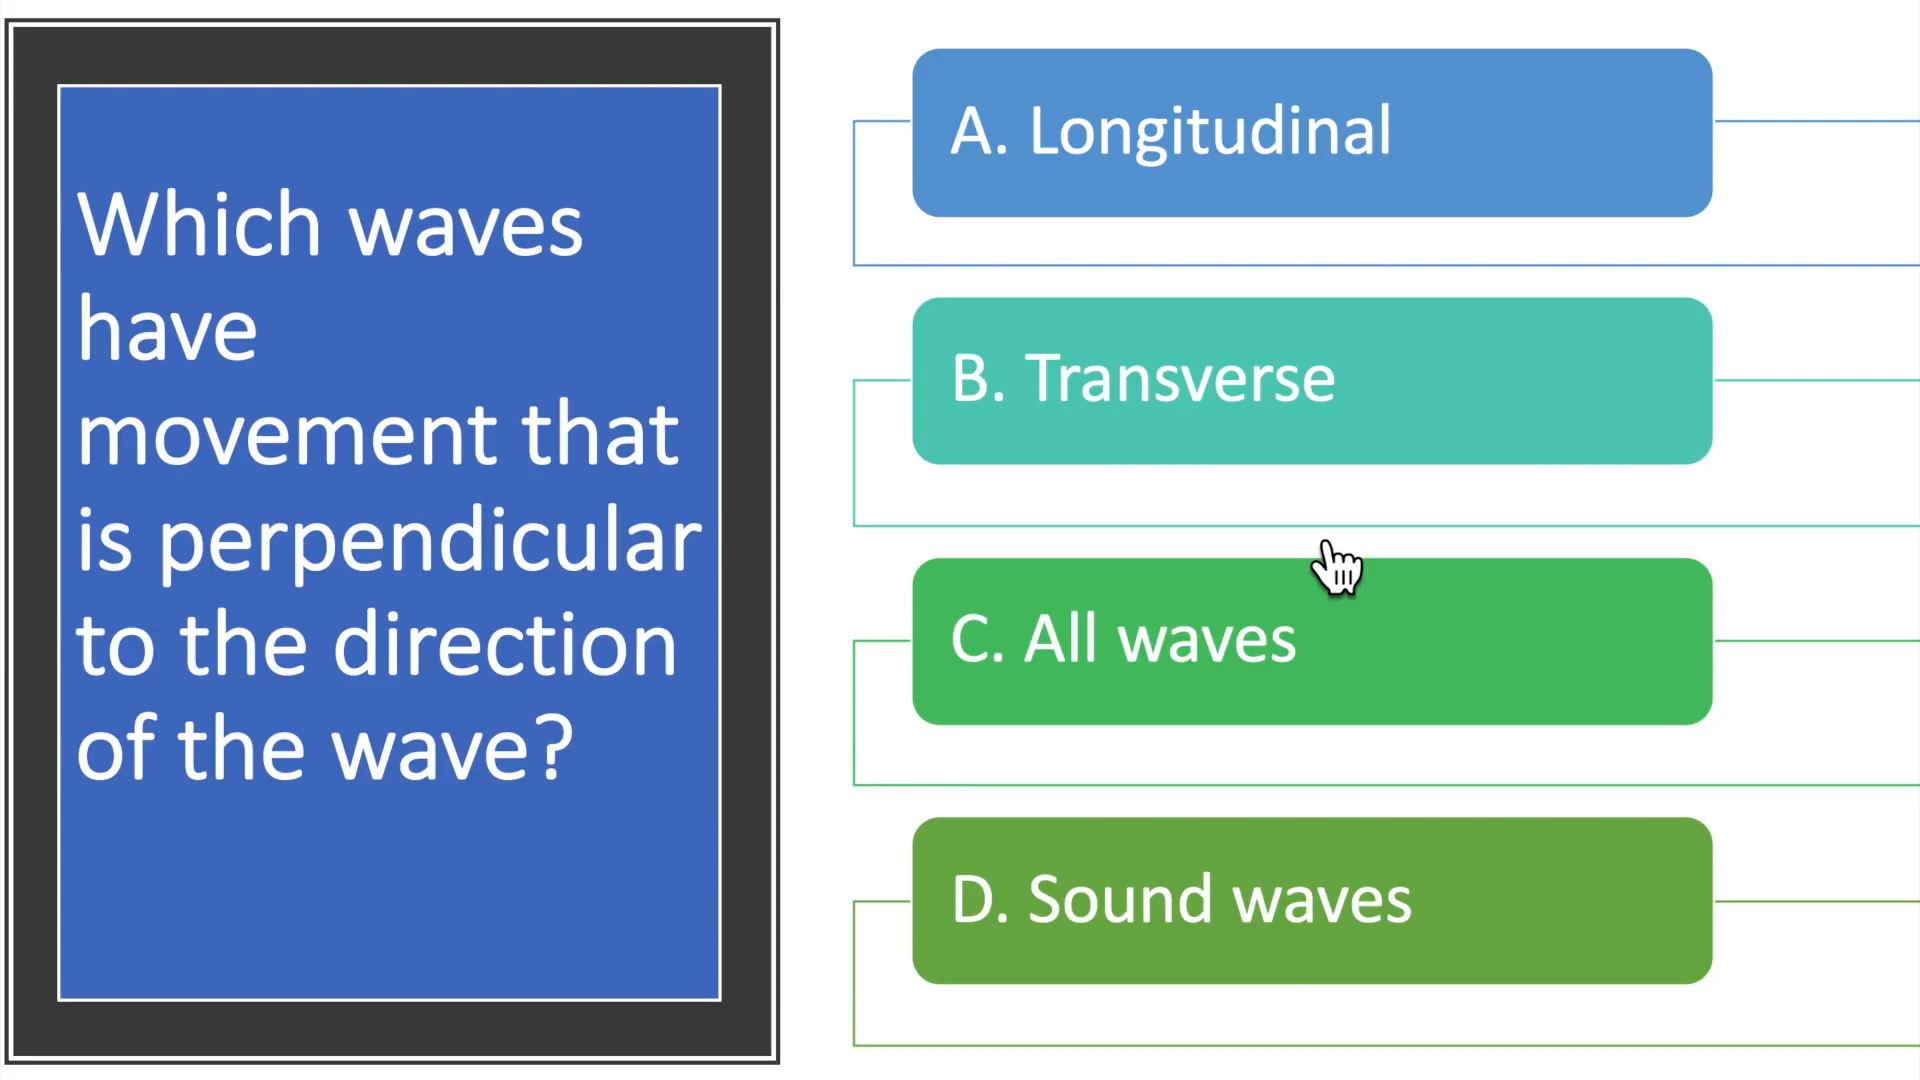 Which waves
have
movement that
is perpendicular
to the direction
of the wave?
A. Longitudinal
B. Transverse
C. All waves
D. Sound waves